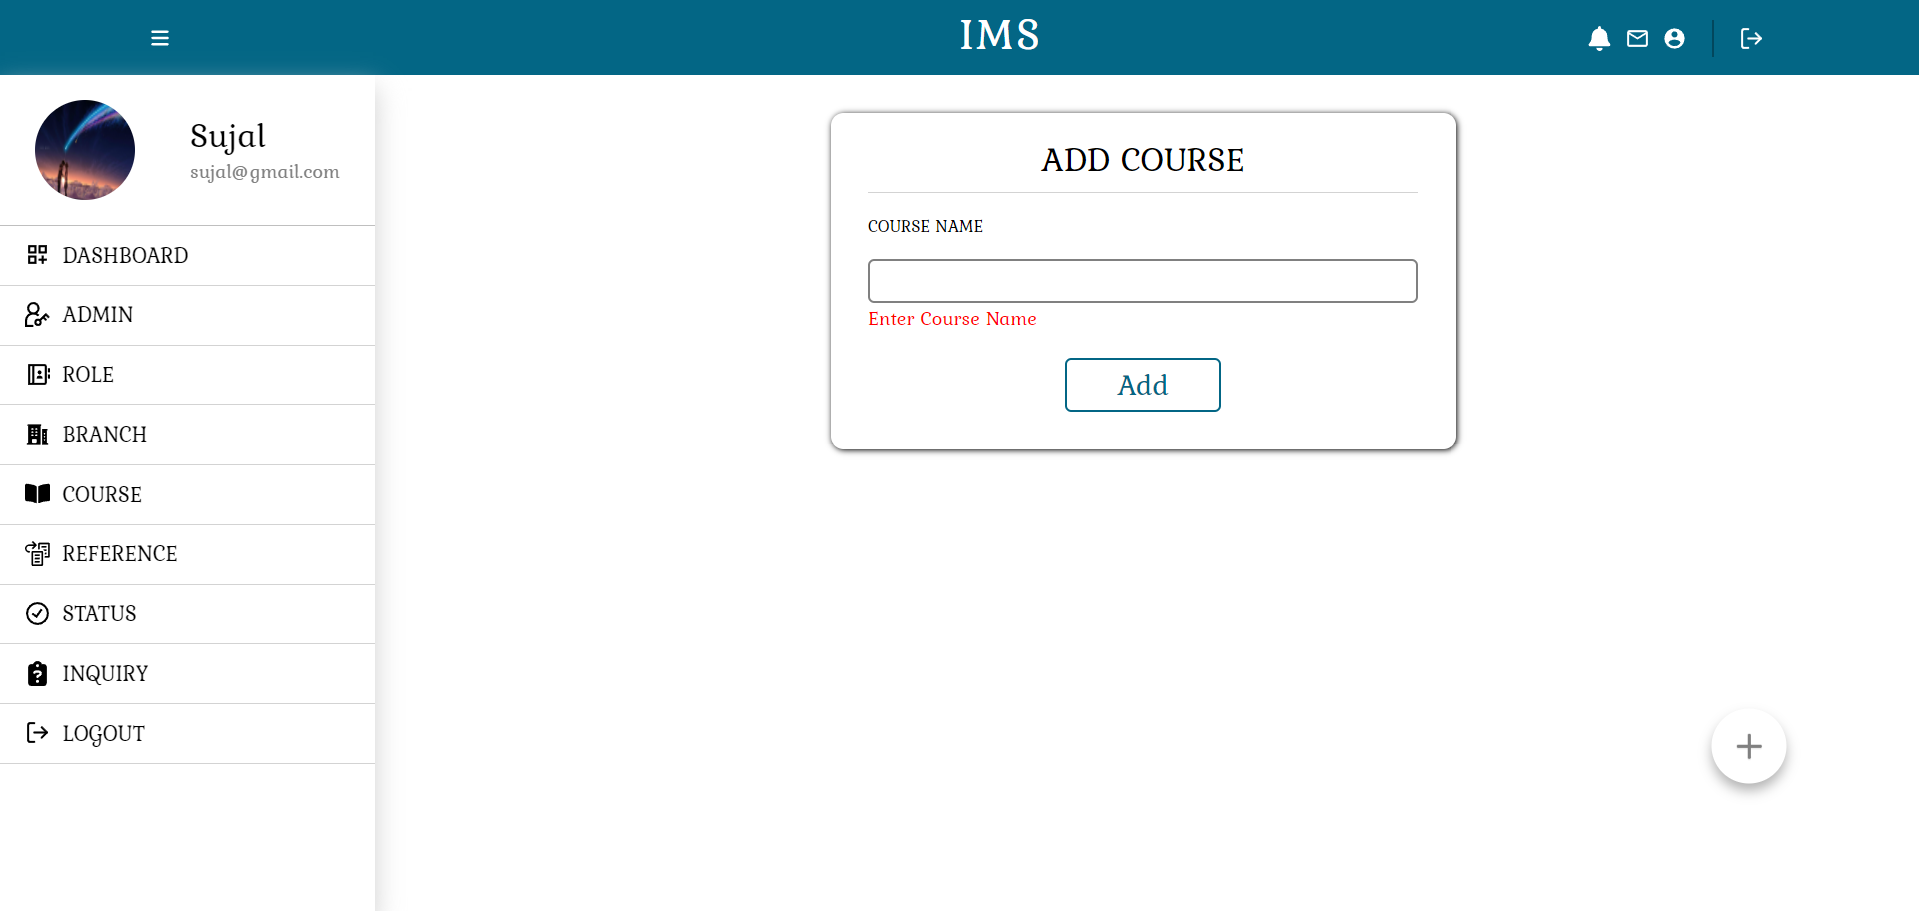 IMS
Sujal
sujal@gmail.com
DASHBOARD
ADMIN
ROLE
BRANCH
COURSE
REFERENCE
STATUS
INQUIRY
LOGOUT
ADD COURSE
COURSE NAME
Enter Course Name
Add